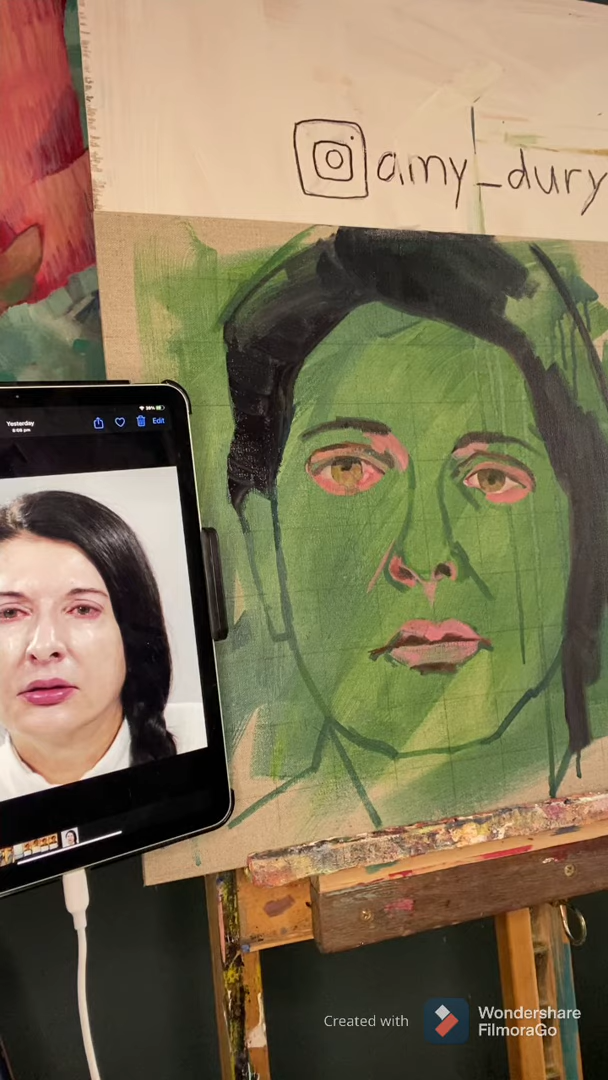 amy_dury
Yesterday
Edit
Created with
Wondershare
FilmoraGo